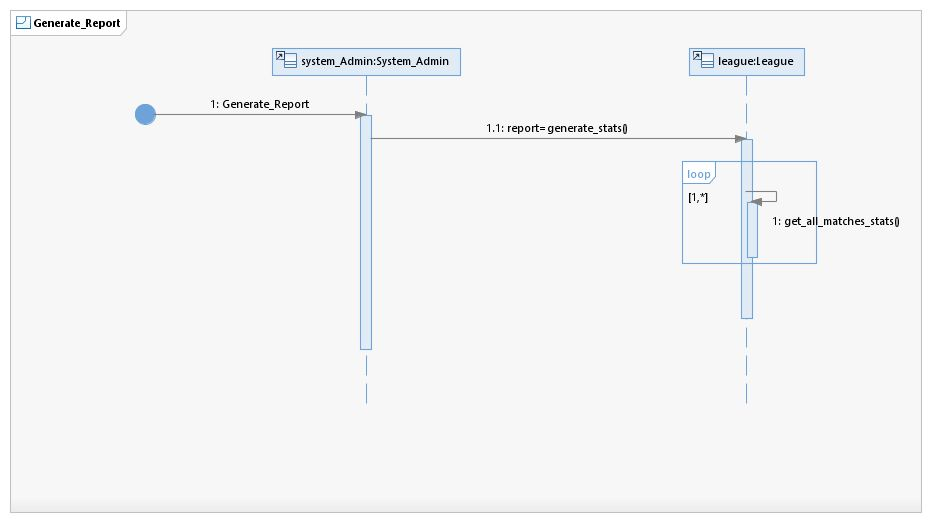 Generate_Report
system_Admin:System_Admin
league:League
1: Generate_Report
1.1: report=generate_stats()
loop
[1,*]
1: get_all_matches_stats()